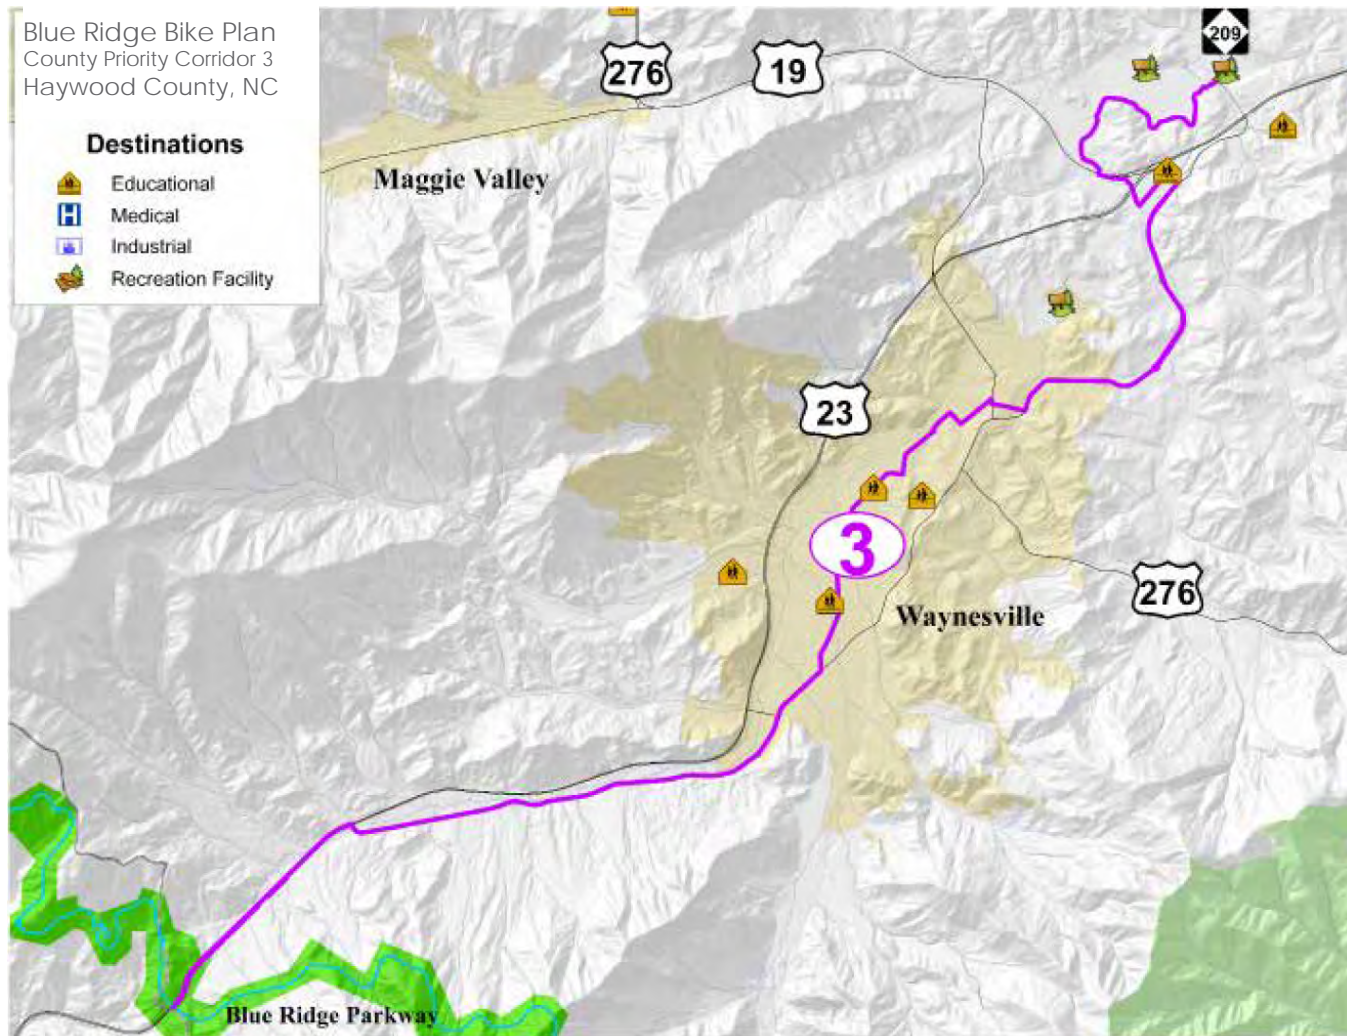 Blue Ridge Bike Plan
County Priority Corridor 3
Haywood County, NC
Destinations
Educational
Medical
H
Industrial
Recreation Facility
276
19
209
Maggie Valley
23
3
276
Waynesville
Blue Ridge Parkway